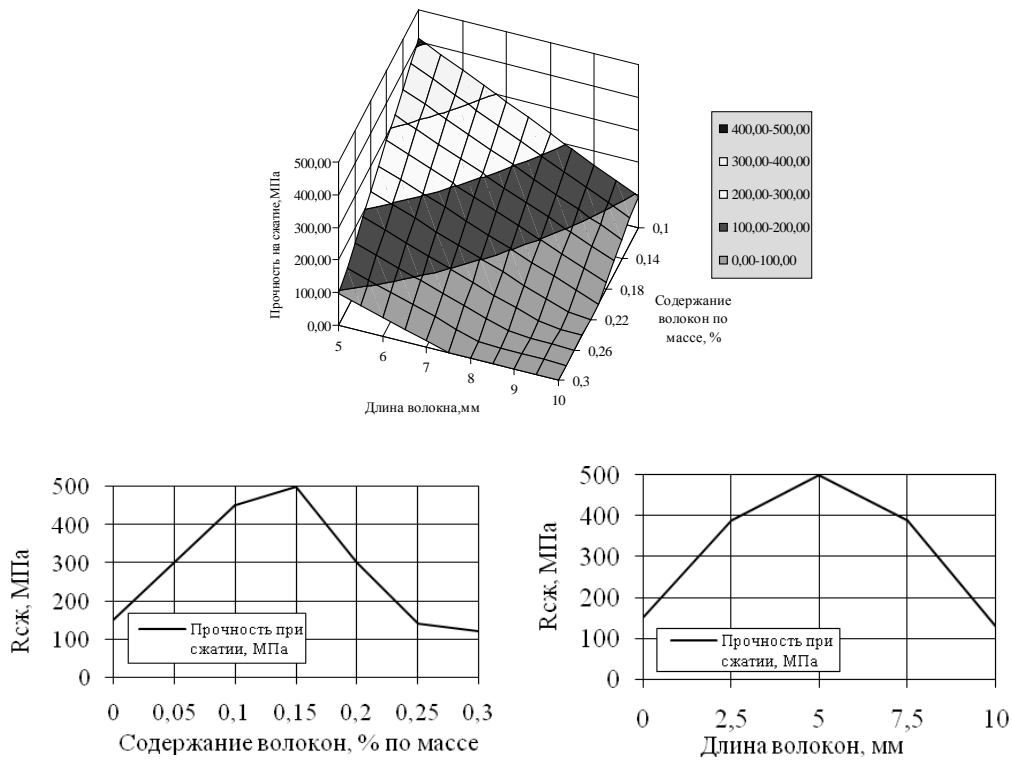 Прочность на сжатие,МПа
500,00
400,00
300,00
200,00
100,00
0,00
5
6
7
8
9
10
Длина волокна,мм
0,1
0,14
0,18
0,22
0,26
0,3
Содержание
волокон по
массе, %
400,00-500,00
300,00-400,00
200,00-300,00
100,00-200,00
0,00-100,00
Rсж, МПа
500
400
300
200
100
0
Прочность при
сжатии, МПа
0 0,05 0,1 0,15 0,2 0,25 0,3
Содержание волокон, % по массе
Rсж, МПа
500
400
300
200
100
0
Прочность при
сжатии, МПа
0 2,5 5 7,5 10
Длина волокон, мм